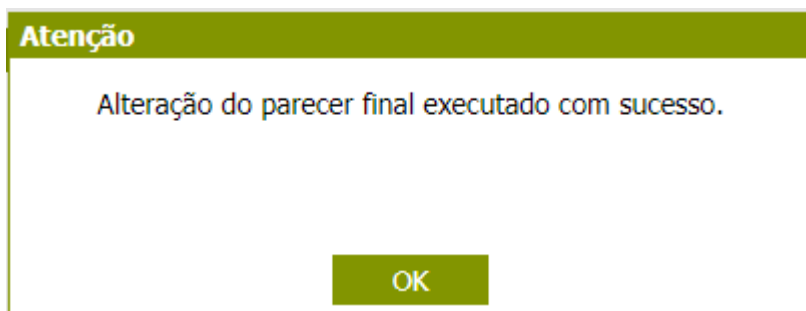 Atenção
Alteração do parecer final executado com sucesso.
OK